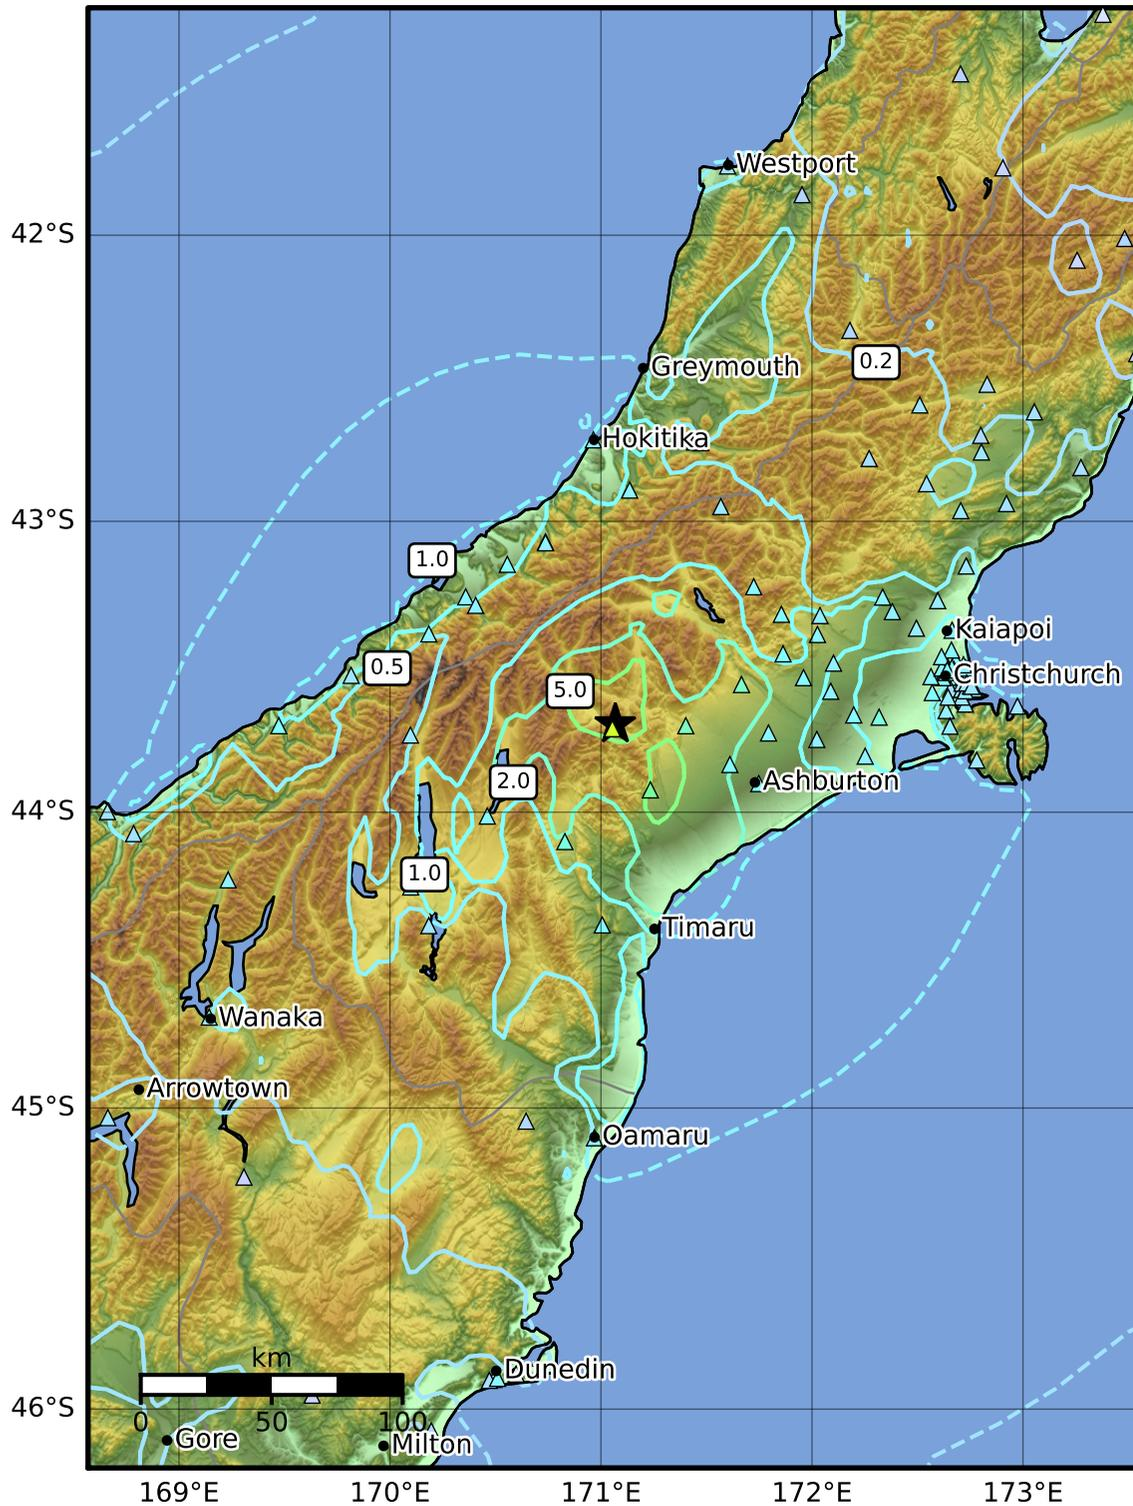 Westport
42°S
0.2
Greymouth
Hokitika
43°S
1.0
Kaiapoi
0.5
Christchurch
5.0
2.0
Ashburton
44°S
1.0
Timaru
Wanaka
Arrowtown
45°S
Oamaru
km
Dunedin
46°S
0 50 100
Gore
Milton
169°E 170°E 171°E 172°E 173°E